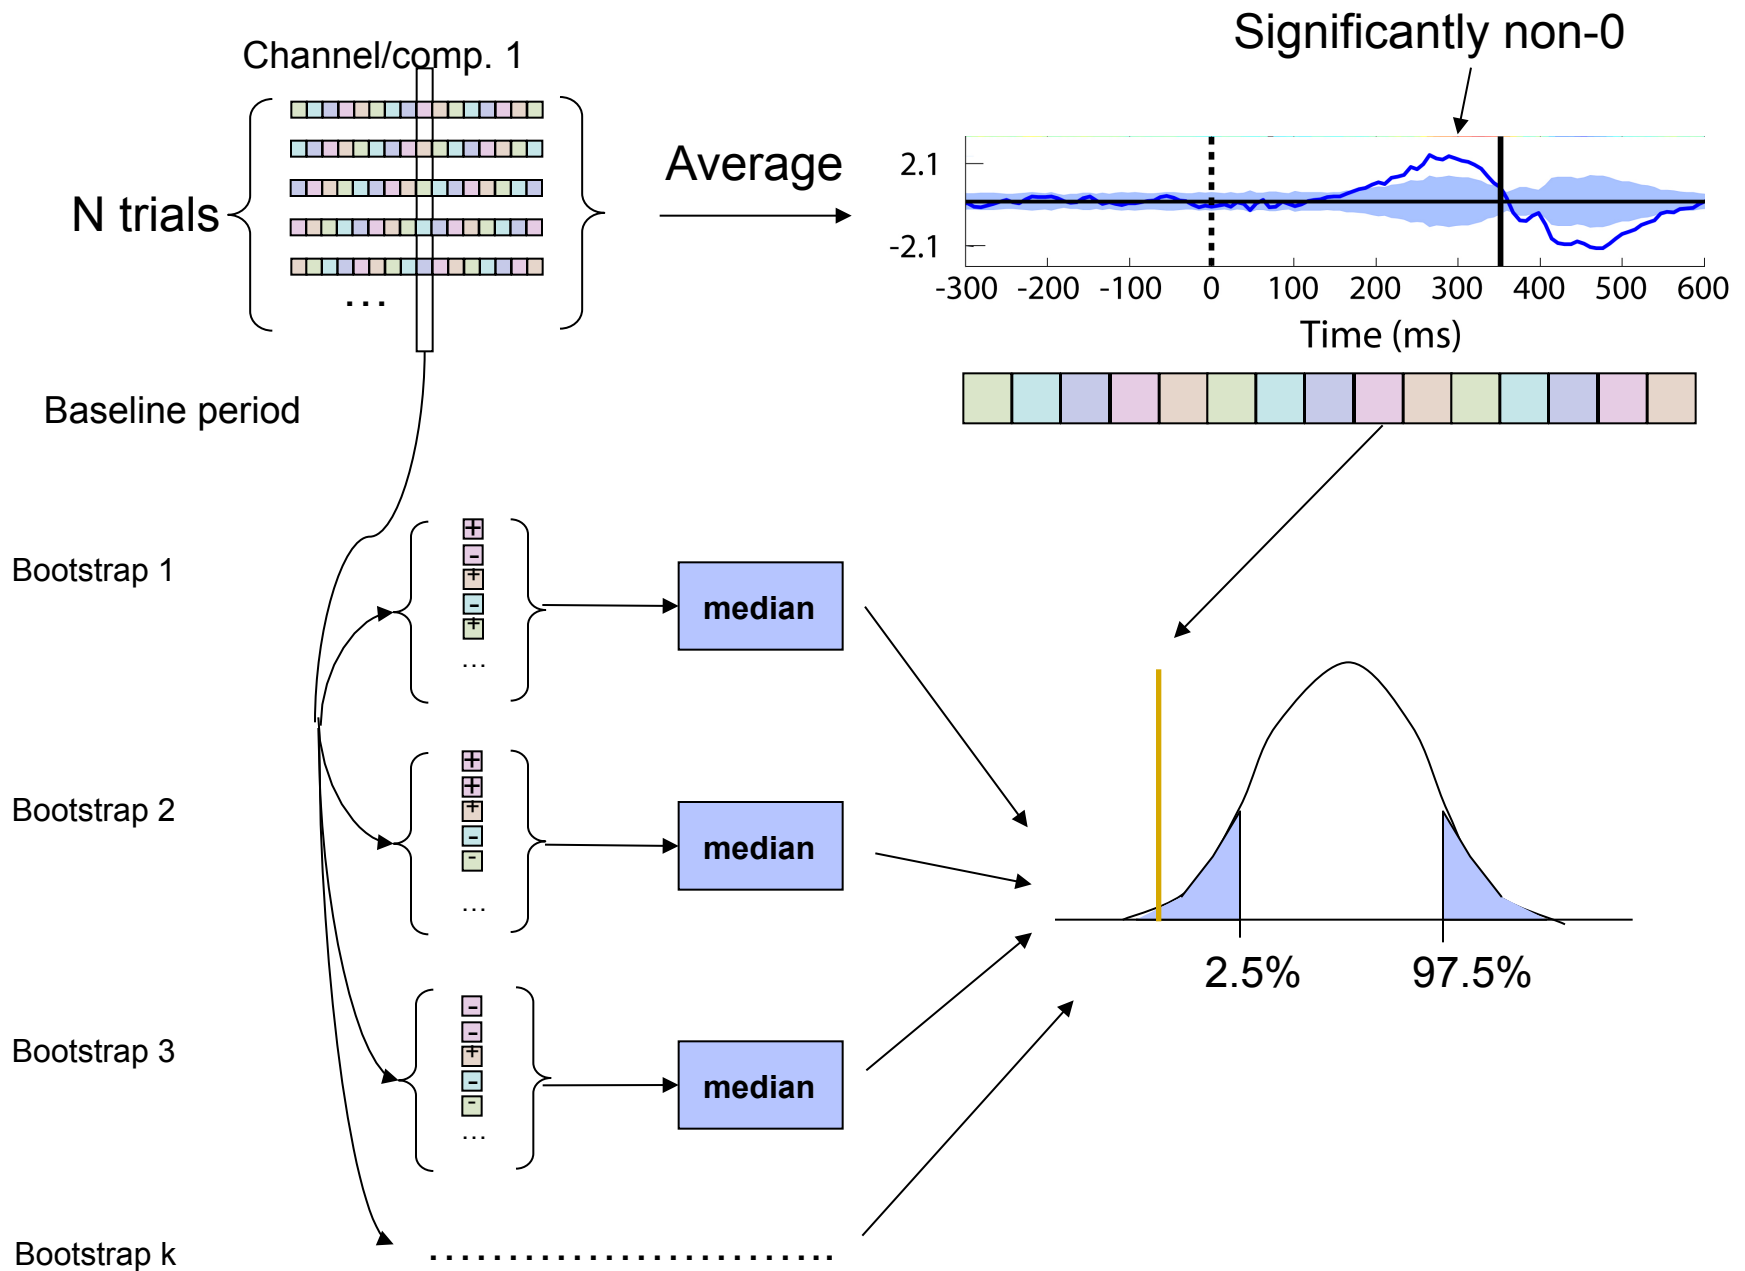 Significantly non-0
Channel/comp. 1
N trials
...
Average
2.1
-2.1
-300 -200 -100 0 100 200 300 400 500 600
Time (ms)
Baseline period
Bootstrap 1
+
-
+
-
+
...
median
Bootstrap 2
+
+
+
-
-
...
median
2.5% 97.5%
Bootstrap 3
-
-
+
-
-
...
median
Bootstrap k
..........................